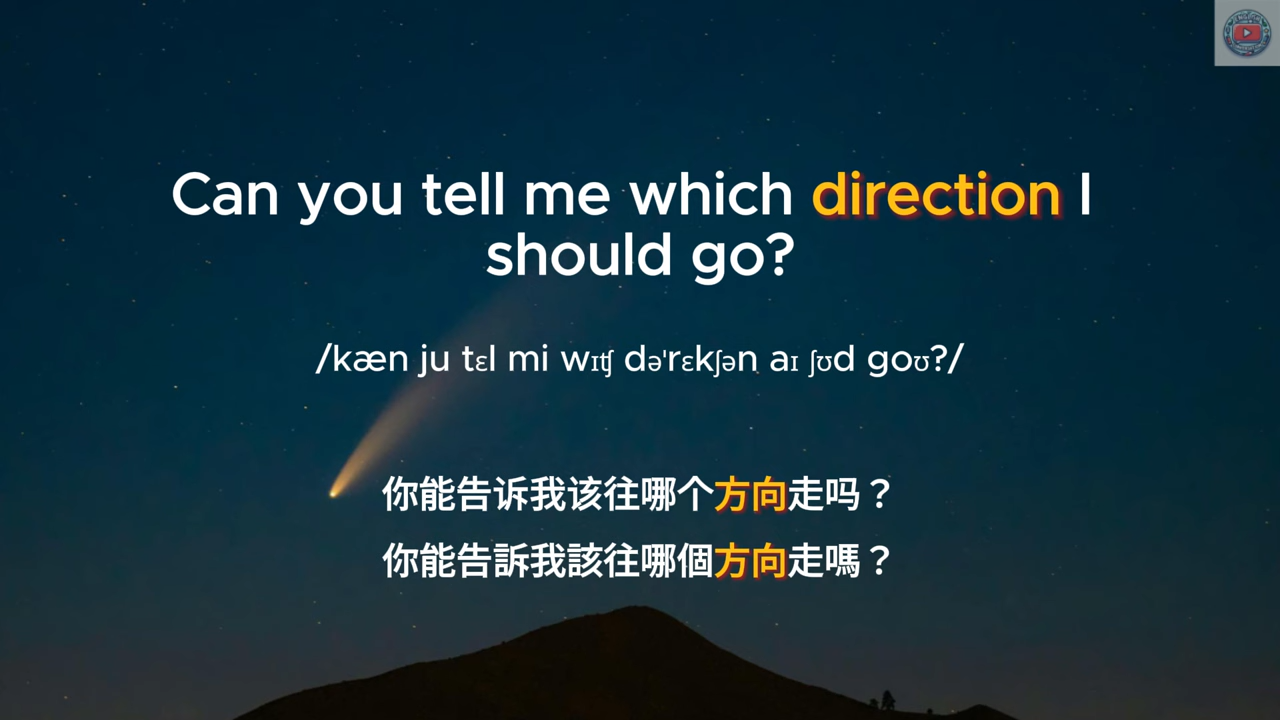 Can you tell me which direction I
should go?
/kæn ju tɛl mi wɪʧ də'rɛkʃən aɪ ʃʊd goʊ?/
你能告诉我该往哪个方向走吗？
你能告訴我該往哪個方向走嗎？